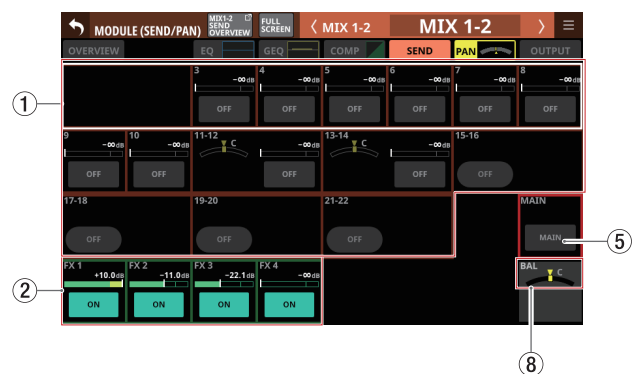 MODULE (SEND/PAN) MIX1-2 SEND OVERVIEW FULL SCREEN MIX 1-2 MIX 1-2
OVERVIEW EQ GEQ COMP SEND PAN OUTPUT
3 4 5 6 7 8
-∞dB -∞dB -∞dB -∞dB -∞dB -∞dB
①
OFF OFF OFF OFF OFF OFF
9 10 11-12 13-14 15-16
-∞dB -∞dB C -∞dB C -∞dB
OFF OFF OFF OFF OFF
17-18 19-20 21-22 MAIN
OFF OFF OFF MAIN ⑤
FX 1 FX 2 FX 3 FX 4 BAL
+10.0dB -11.0dB -22.1dB -∞dB C
②
ON ON ON ON
⑧